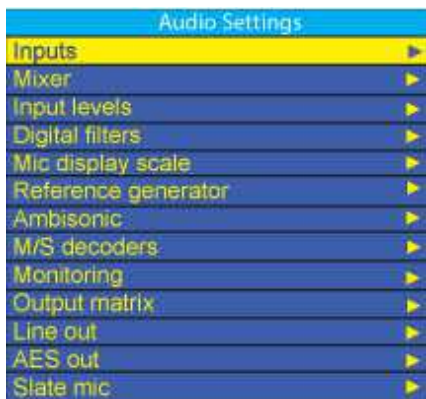 Audio Settings
Inputs
Mixer
Input levels
Digital filters
Mic display scale
Reference generator
Ambisonic
M/S decoders
Monitoring
Output matrix
Line out
AES out
Slate mic